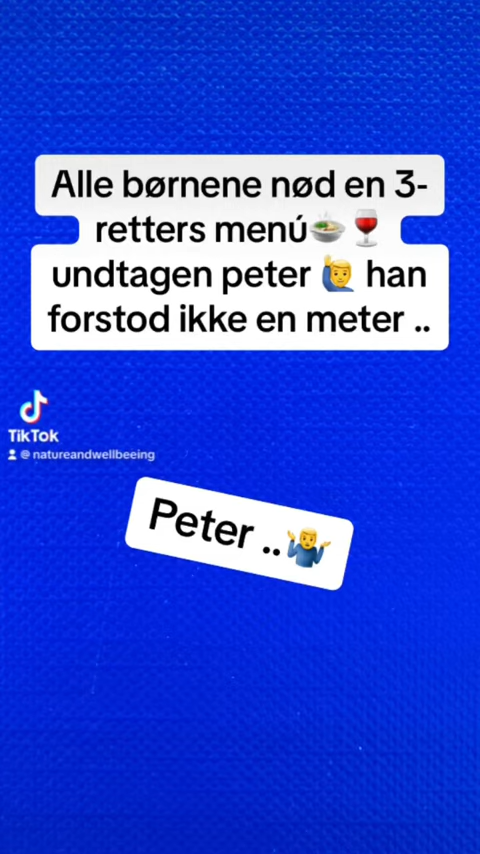 Alle børnene nød en 3-
retters menú🍲🍷
undtagen peter 🙋‍♂️ han
forstod ikke en meter ..
TikTok
@natureandwellbeeing
Peter ..🤷‍♂️